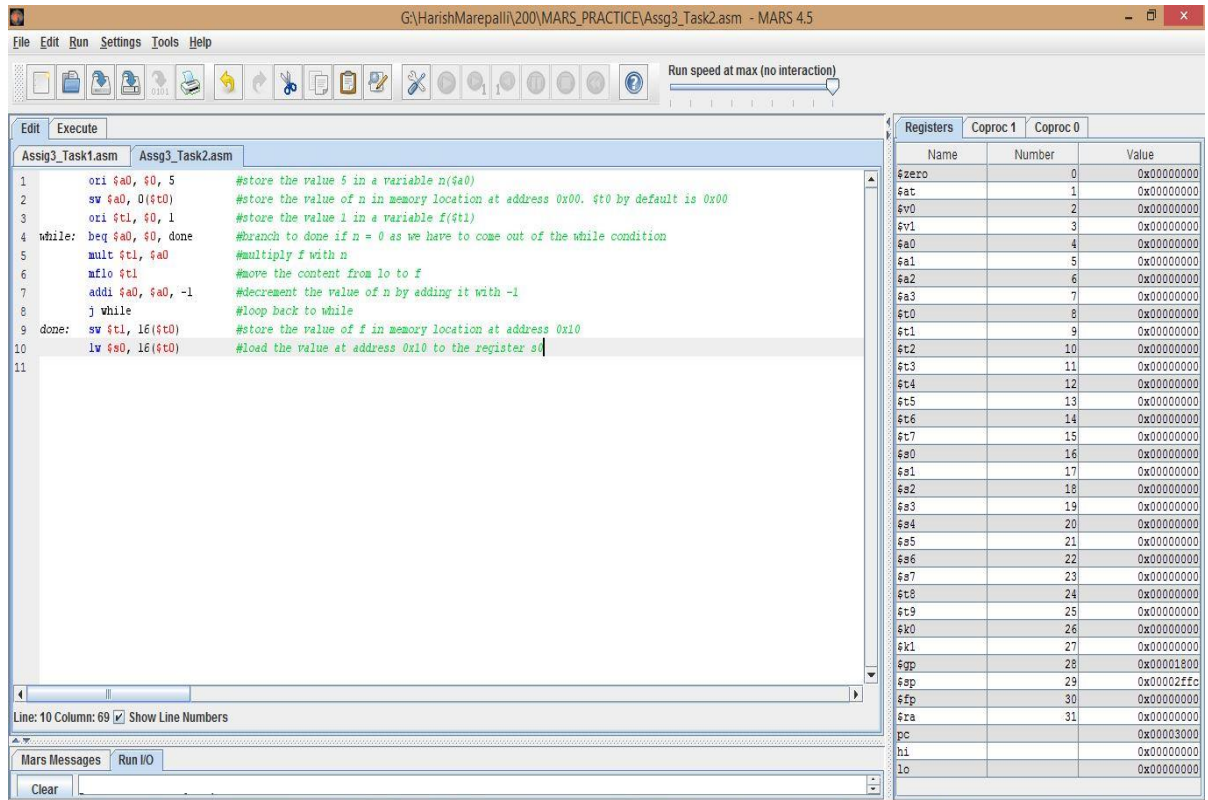 G:\HarishMarepalli\200\MARS_PRACTICE\Assg3_Task2.asm - MARS 4.5
File Edit Run Settings Tools Help
Run speed at max (no interaction)
Edit Execute
Assig3_Task1.asm Assg3_Task2.asm
1 ori $a0, $0, 5 #store the value 5 in a variable n($a0)
2 sw $a0, 0($t0) #store the value of n in memory location at address 0x00. $t0 by default is 0x00
3 ori $t1, $0, 1 #store the value 1 in a variable f($t1)
4 while: beq $a0, $0, done #branch to done if n = 0 as we have to come out of the while condition
5 mult $t1, $a0 #multiply f with n
6 mflo $t1 #move the content from lo to f
7 addi $a0, $a0, -1 #decrement the value of n by adding it with -1
8 j while #loop back to while
9 done: sw $t1, 16($t0) #store the value of f in memory location at address 0x10
10 lw $s0, 16($t0) #load the value at address 0x10 to the register s0
11
Line: 10 Column: 69 Show Line Numbers
Mars Messages Run I/O
Clear
Registers Coproc 1 Coproc 0
Name Number Value
$zero 0 0x00000000
$at 1 0x00000000
$v0 2 0x00000000
$v1 3 0x00000000
$a0 4 0x00000000
$a1 5 0x00000000
$a2 6 0x00000000
$a3 7 0x00000000
$t0 8 0x00000000
$t1 9 0x00000000
$t2 10 0x00000000
$t3 11 0x00000000
$t4 12 0x00000000
$t5 13 0x00000000
$t6 14 0x00000000
$t7 15 0x00000000
$s0 16 0x00000000
$s1 17 0x00000000
$s2 18 0x00000000
$s3 19 0x00000000
$s4 20 0x00000000
$s5 21 0x00000000
$s6 22 0x00000000
$s7 23 0x00000000
$t8 24 0x00000000
$t9 25 0x00000000
$k0 26 0x00000000
$k1 27 0x00000000
$gp 28 0x00001800
$sp 29 0x00002ffc
$fp 30 0x00000000
$ra 31 0x00000000
pc 0x00003000
hi 0x00000000
lo 0x00000000